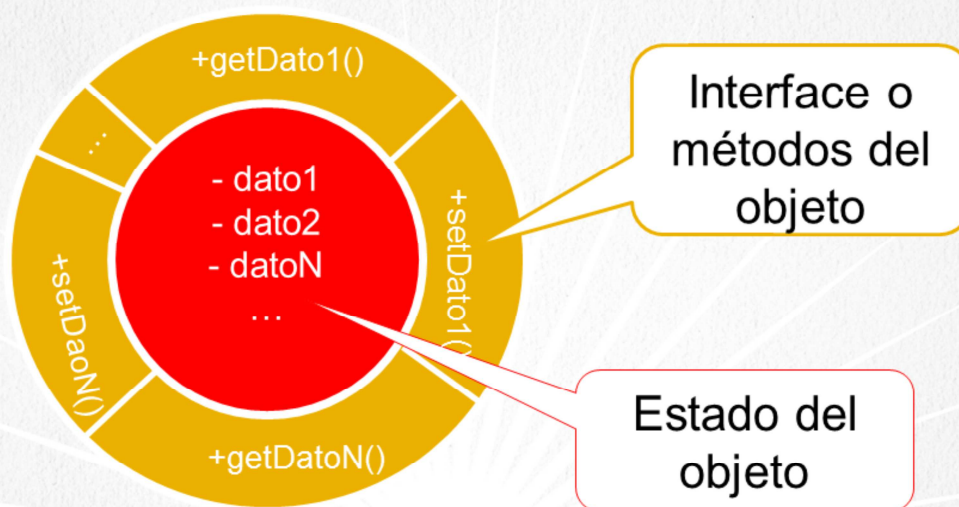 +getDato1()
...
- dato1
- dato2
- datoN
...
+setDato1()
+setDaoN()
+getDatoN()
Interface o
métodos del
objeto
Estado del
objeto